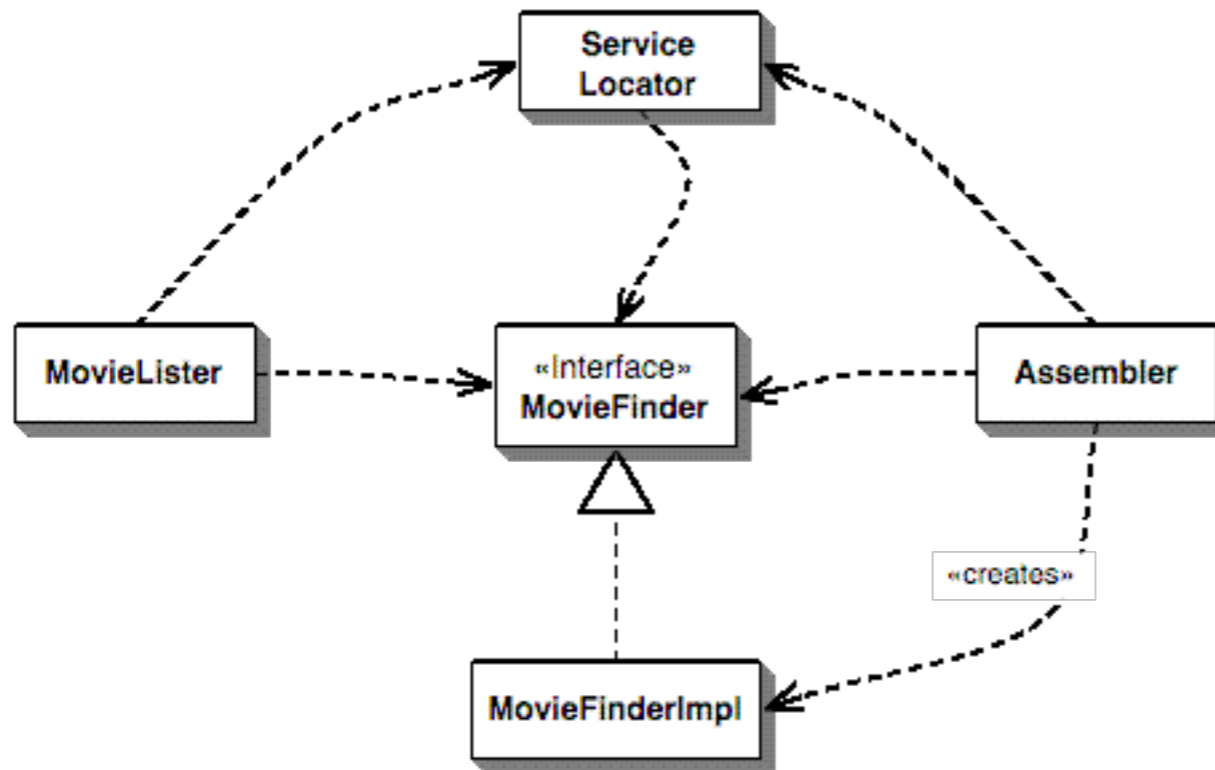 Service
Locator
MovieLister
«Interface»
MovieFinder
Assembler
«creates»
MovieFinderImpl